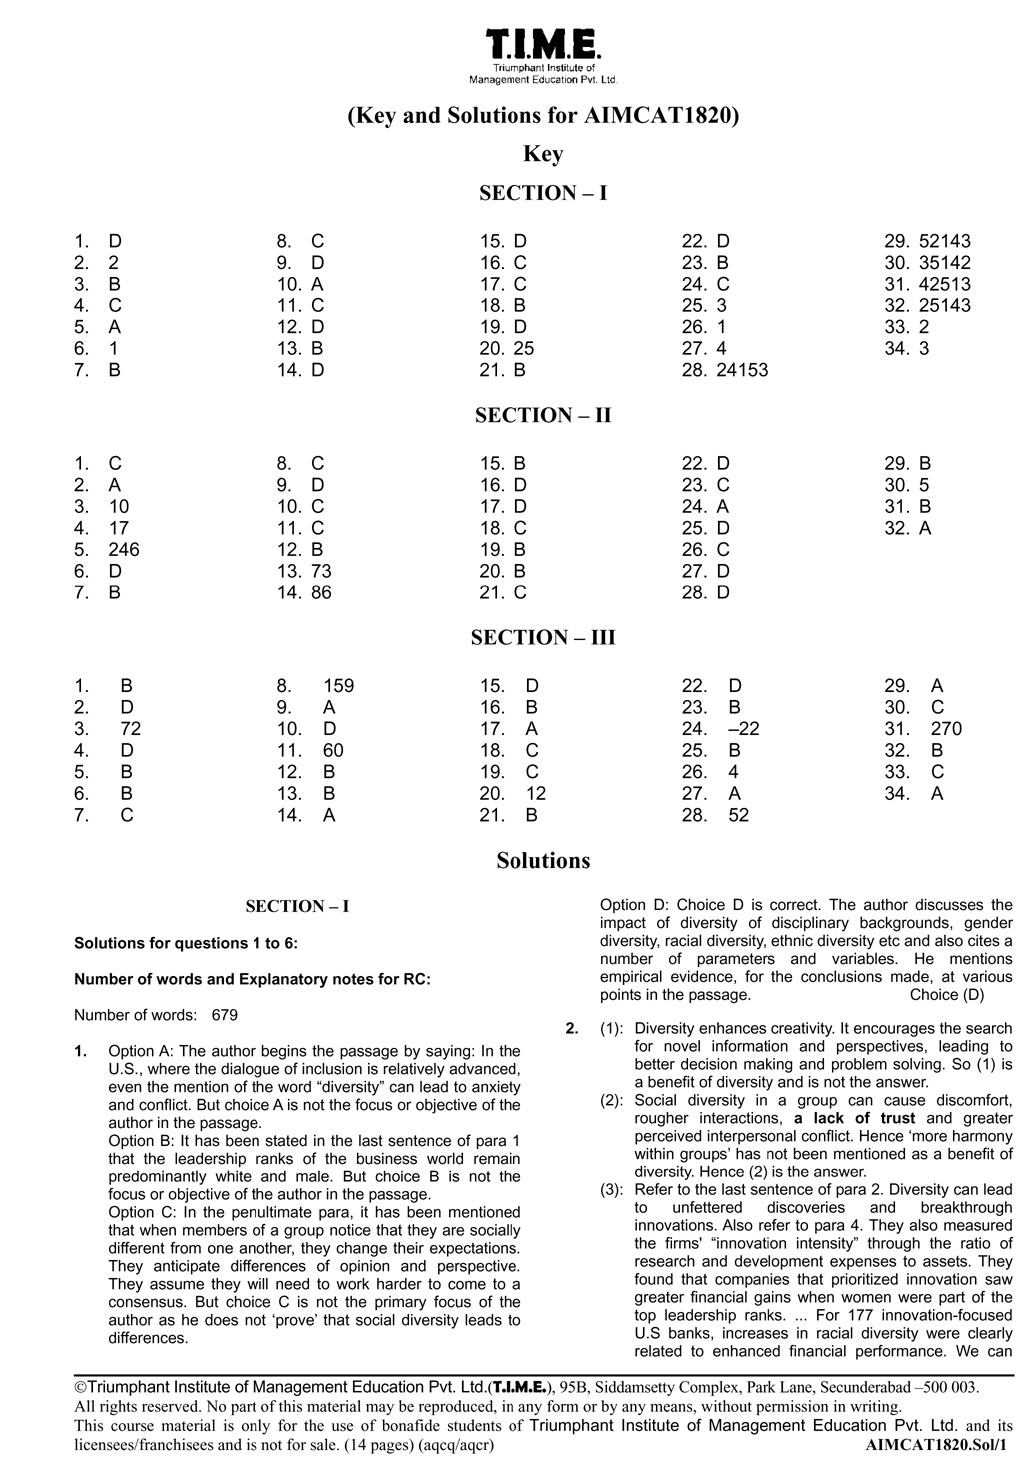 T.I.M.E.
Triumphant Institute of
Management Education Pvt. Ltd.
(Key and Solutions for AIMCAT1820)
Key
SECTION – I
1. D 8. C 15. D 22. D 29. 52143
2. 2 9. D 16. C 23. B 30. 35142
3. B 10. A 17. C 24. C 31. 42513
4. C 11. C 18. B 25. 3 32. 25143
5. A 12. D 19. D 26. 1 33. 2
6. 1 13. B 20. 25 27. 4 34. 3
7. B 14. D 21. B 28. 24153
SECTION – II
1. C 8. C 15. B 22. D 29. B
2. A 9. D 16. D 23. C 30. 5
3. 10 10. C 17. D 24. A 31. B
4. 17 11. C 18. C 25. D 32. A
5. 246 12. B 19. B 26. C
6. D 13. 73 20. B 27. D
7. B 14. 86 21. C 28. D
SECTION – III
1. B 8. 159 15. D 22. D 29. A
2. D 9. A 16. B 23. B 30. C
3. 72 10. D 17. A 24. –22 31. 270
4. D 11. 60 18. C 25. B 32. B
5. B 12. B 19. C 26. 4 33. C
6. B 13. B 20. 12 27. A 34. A
7. C 14. A 21. B 28. 52
Solutions
SECTION – I
Solutions for questions 1 to 6:
Number of words and Explanatory notes for RC:
Number of words: 679
1. Option A: The author begins the passage by saying: In the
U.S., where the dialogue of inclusion is relatively advanced,
even the mention of the word “diversity” can lead to anxiety
and conflict. But choice A is not the focus or objective of the
author in the passage.
Option B: It has been stated in the last sentence of para 1
that the leadership ranks of the business world remain
predominantly white and male. But choice B is not the
focus or objective of the author in the passage.
Option C: In the penultimate para, it has been mentioned
that when members of a group notice that they are socially
different from one another, they change their expectations.
They anticipate differences of opinion and perspective.
They assume they will need to work harder to come to a
consensus. But choice C is not the primary focus of the
author as he does not ‘prove’ that social diversity leads to
differences.
Option D: Choice D is correct. The author discusses the
impact of diversity of disciplinary backgrounds, gender
diversity, racial diversity, ethnic diversity etc and also cites a
number of parameters and variables. He mentions
empirical evidence, for the conclusions made, at various
points in the passage. Choice (D)
2. (1): Diversity enhances creativity. It encourages the search
for novel information and perspectives, leading to
better decision making and problem solving. So (1) is
a benefit of diversity and is not the answer.
(2): Social diversity in a group can cause discomfort,
rougher interactions, a lack of trust and greater
perceived interpersonal conflict. Hence ‘more harmony
within groups’ has not been mentioned as a benefit of
diversity. Hence (2) is the answer.
(3): Refer to the last sentence of para 2. Diversity can lead
to unfettered discoveries and breakthrough
innovations. Also refer to para 4. They also measured
the firms' “innovation intensity” through the ratio of
research and development expenses to assets. They
found that companies that prioritized innovation saw
greater financial gains when women were part of the
top leadership ranks. ... For 177 innovation-focused
U.S banks, increases in racial diversity were clearly
related to enhanced financial performance. We can
©Triumphant Institute of Management Education Pvt. Ltd.(T.I.M.E.), 95B, Siddamsetty Complex, Park Lane, Secunderabad –500 003.
All rights reserved. No part of this material may be reproduced, in any form or by any means, without permission in writing.
This course material is only for the use of bonafide students of Triumphant Institute of Management Education Pvt. Ltd. and its
licensees/franchisees and is not for sale. (14 pages) (aqcq/aqcr) AIMCAT1820.Sol/1